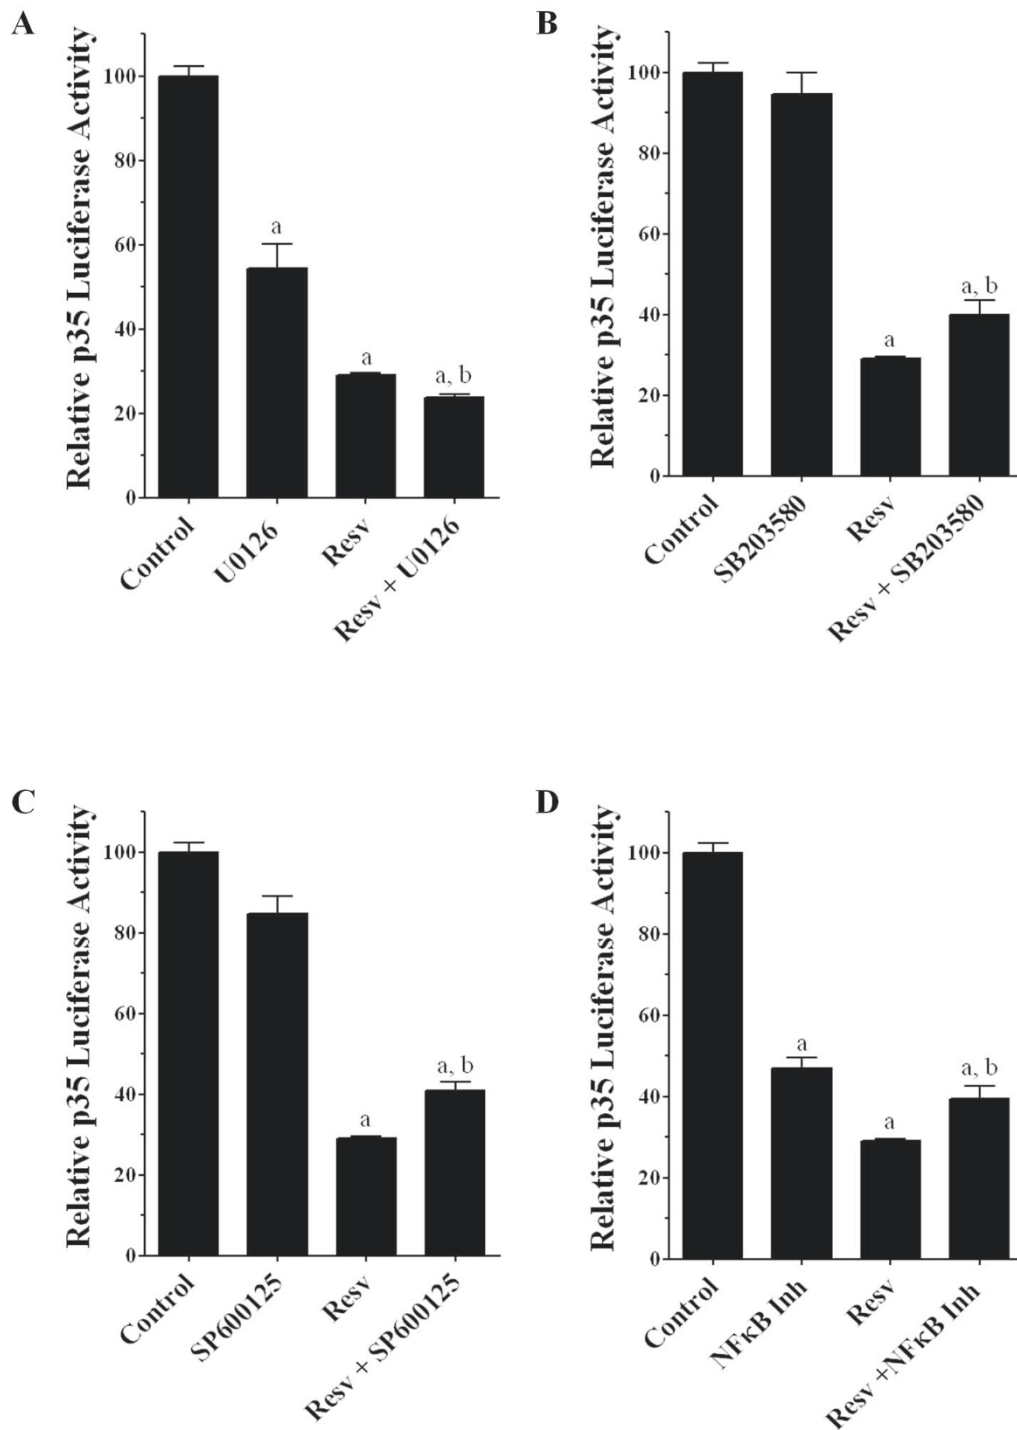 A
Relative p35 Luciferase Activity
100
80
60
40
20
0
a
a
a, b
Control
U0126
Resv
Resv + U0126
B
Relative p35 Luciferase Activity
100
80
60
40
20
0
a
a, b
Control
SB203580
Resv
Resv + SB203580
C
Relative p35 Luciferase Activity
100
80
60
40
20
0
a
a, b
Control
SP600125
Resv
Resv + SP600125
D
Relative p35 Luciferase Activity
100
80
60
40
20
0
a
a
a, b
Control
NFκB Inh
Resv
Resv +NFκB Inh